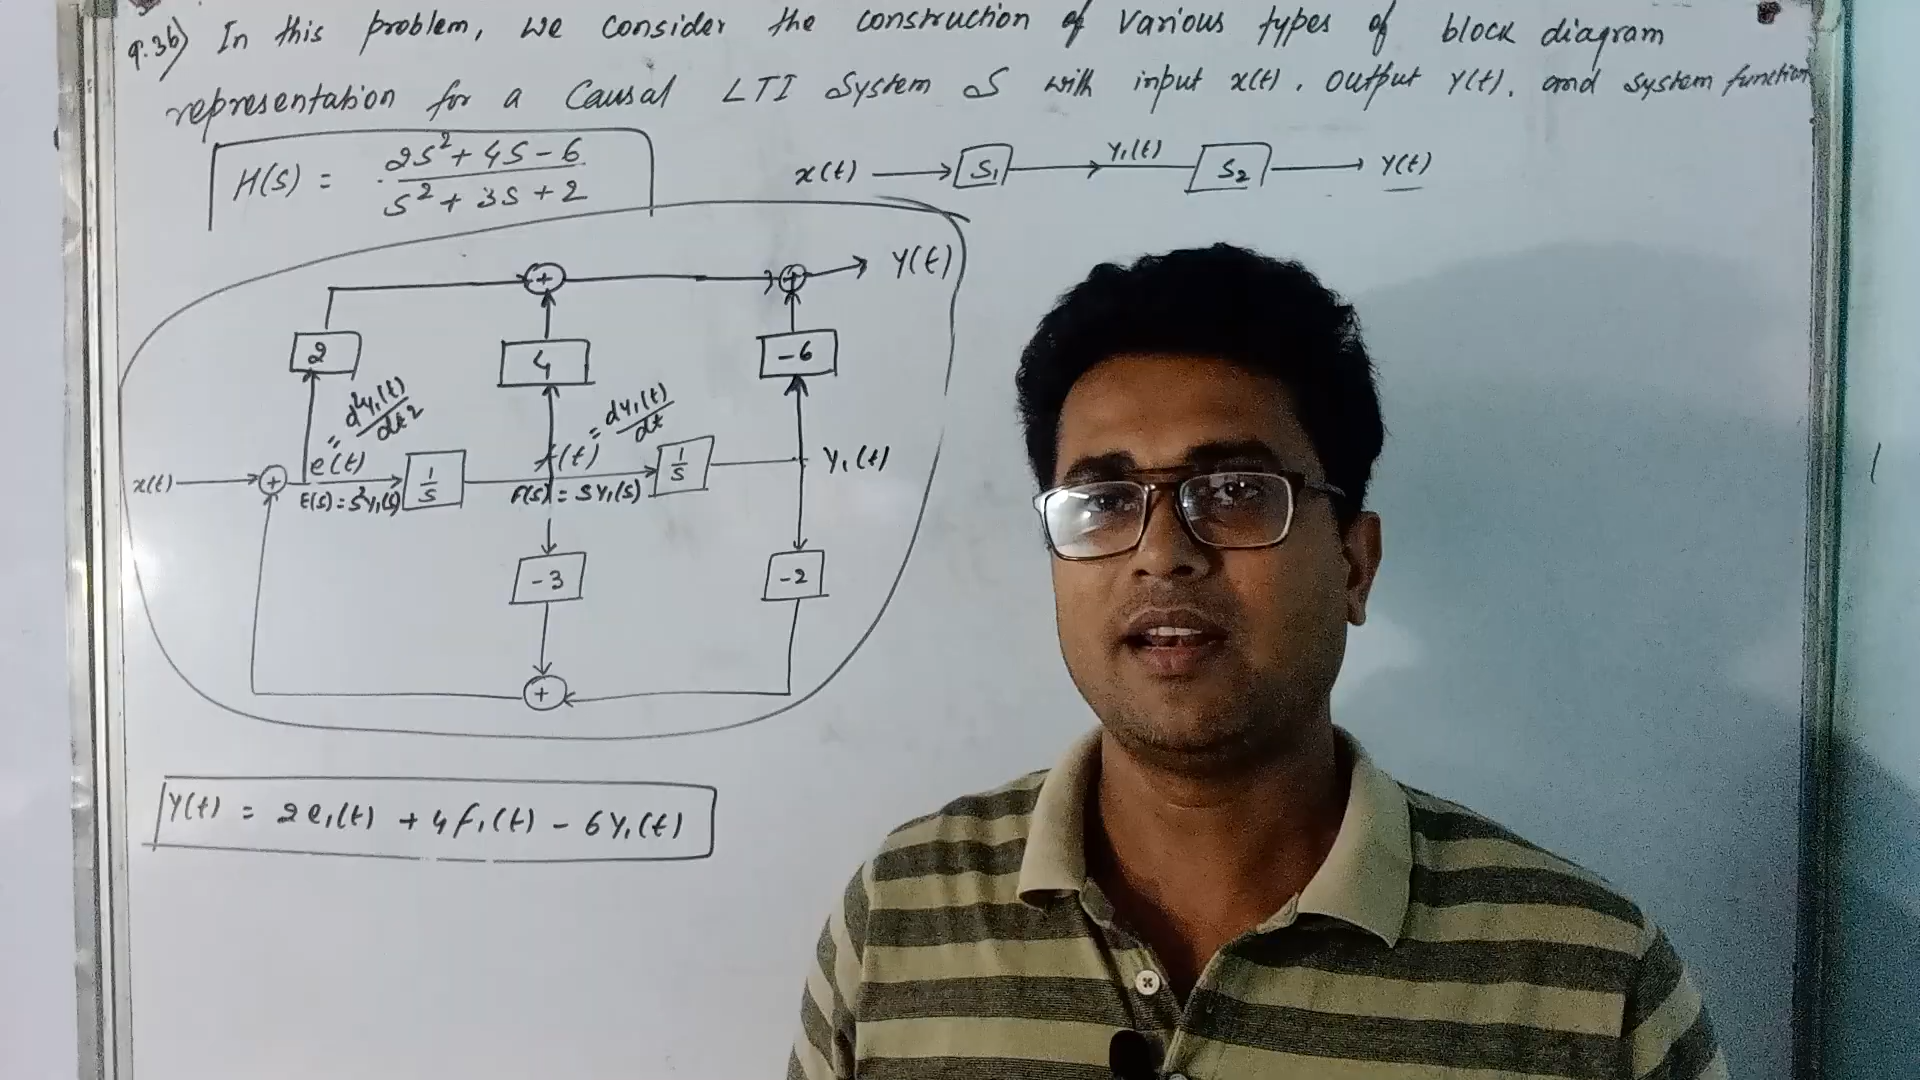 9.36) In this problem, we consider the construction of various types of block diagram
representation for a causal LTI System S with input x(t), output Y(t), and system function
H(s) = 2s² + 4s - 6 / s² + 3s + 2
x(t) → S₁ → Y₁(t) → S₂ → Y(t)
+ + Y(t)
2 4 -6
= d²y₁(t)/dt² = dy₁(t)/dt
x(t) + e(t) 1/s f(t) 1/s Y₁(t)
E(s) = s²Y₁(s) F(s) = sY₁(s)
-3 -2
+
Y(t) = 2e₁(t) + 4f₁(t) - 6Y₁(t)